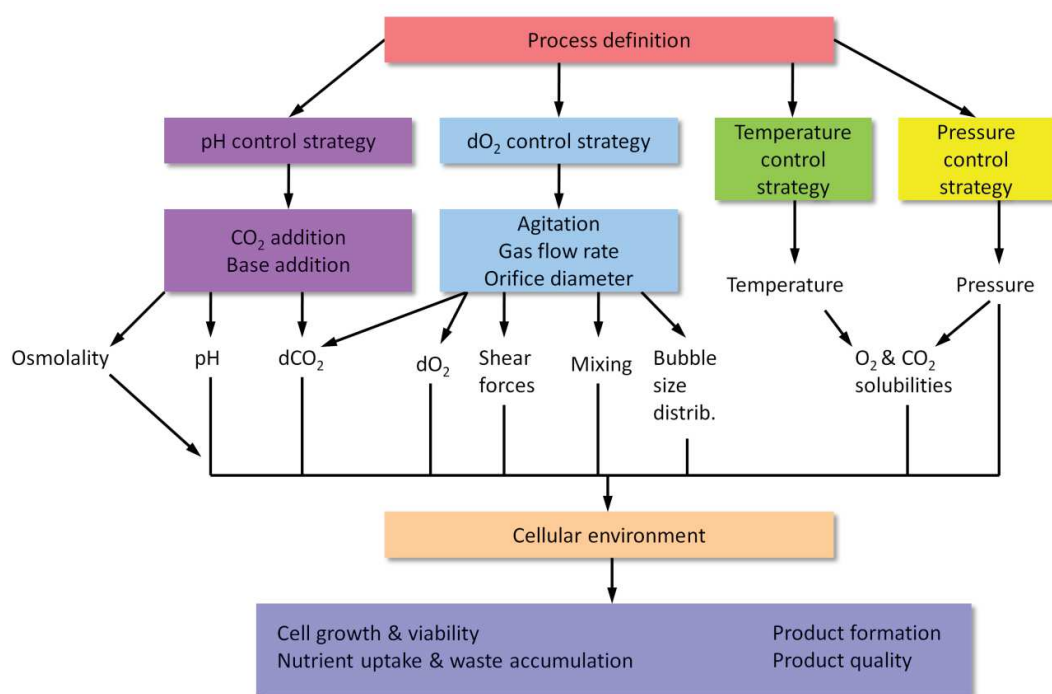 Process definition
pH control strategy
dO₂ control strategy
Temperature
control
strategy
Pressure
control
strategy
CO₂ addition
Base addition
Agitation
Gas flow rate
Orifice diameter
Temperature
Pressure
Osmolality
pH
dCO₂
dO₂
Shear
forces
Mixing
Bubble
size
distrib.
O₂ & CO₂
solubilities
Cellular environment
Cell growth & viability
Nutrient uptake & waste accumulation
Product formation
Product quality